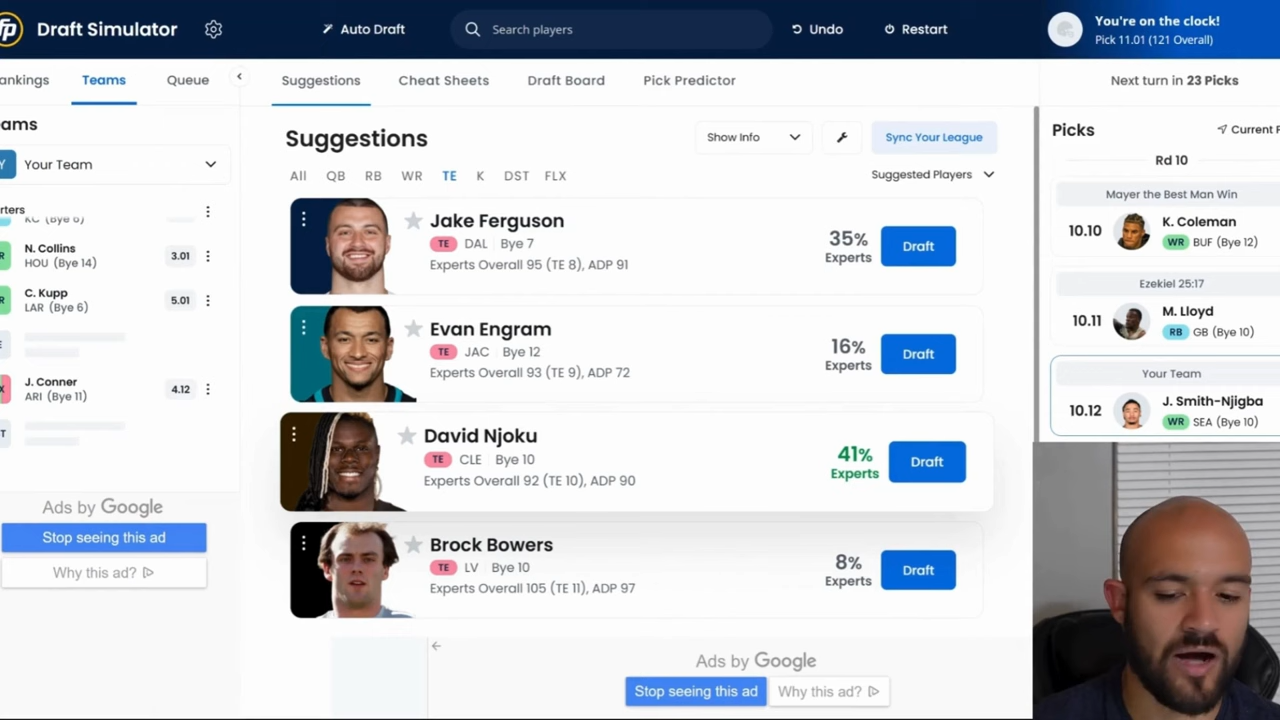 fp
Draft Simulator
Auto Draft
Search players
Undo
Restart
You're on the clock!
Pick 11.01 (121 Overall)
ankings
Teams
Queue
Suggestions
Cheat Sheets
Draft Board
Pick Predictor
Next turn in 23 Picks
eams
Y
Your Team
rters
KC (Bye 6)
R
N. Collins
HOU (Bye 14)
3.01
R
C. Kupp
LAR (Bye 6)
5.01
E
X
J. Conner
ARI (Bye 11)
4.12
T
Ads by Google
Stop seeing this ad
Why this ad?
Suggestions
Show Info
Sync Your League
All
QB
RB
WR
TE
K
DST
FLX
Suggested Players
Jake Ferguson
TE DAL Bye 7
Experts Overall 95 (TE 8), ADP 91
35%
Experts
Draft
Evan Engram
TE JAC Bye 12
Experts Overall 93 (TE 9), ADP 72
16%
Experts
Draft
David Njoku
TE CLE Bye 10
Experts Overall 92 (TE 10), ADP 90
41%
Experts
Draft
Brock Bowers
TE LV Bye 10
Experts Overall 105 (TE 11), ADP 97
8%
Experts
Draft
Ads by Google
Stop seeing this ad
Why this ad?
Picks
Current P
Rd 10
Mayer the Best Man Win
10.10
K. Coleman
WR BUF (Bye 12)
Ezekiel 25:17
10.11
M. Lloyd
RB GB (Bye 10)
Your Team
10.12
J. Smith-Njigba
WR SEA (Bye 10)